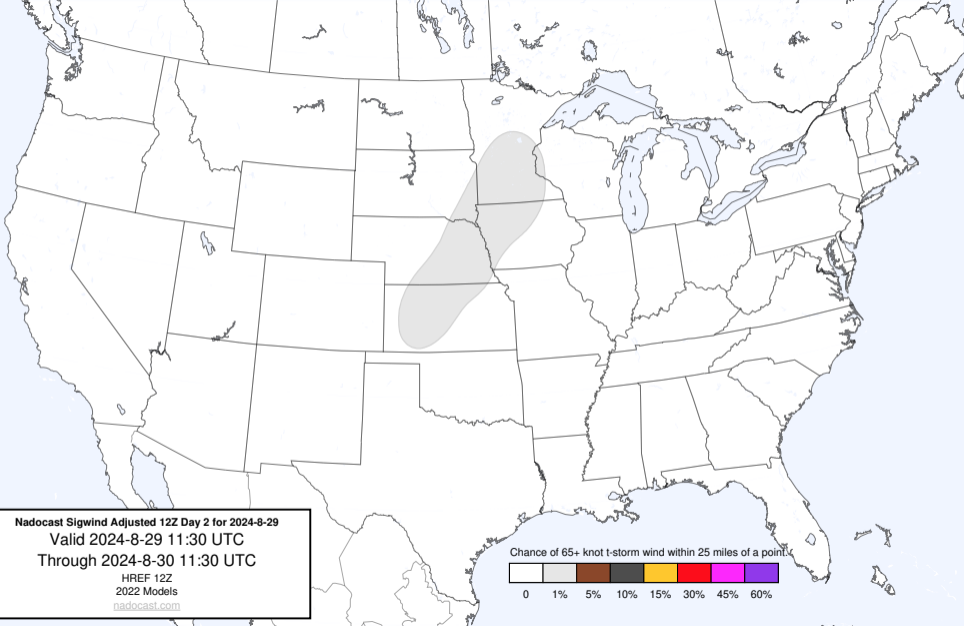 Nadocast Sigwind Adjusted 12Z Day 2 for 2024-8-29
Valid 2024-8-29 11:30 UTC
Through 2024-8-30 11:30 UTC
HREF 12Z
2022 Models
nadocast.com
Chance of 65+ knot t-storm wind within 25 miles of a point.
0 1% 5% 10% 15% 30% 45% 60%